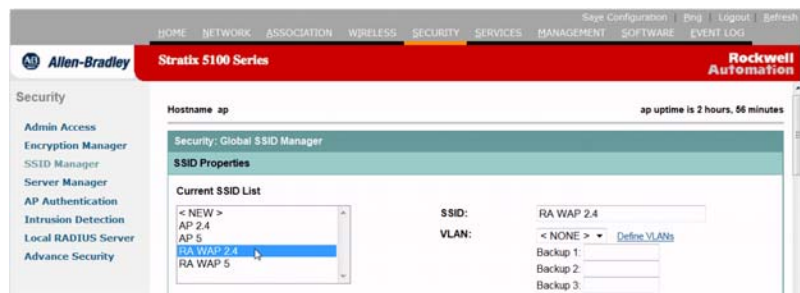 Save Configuration | Ping | Logout | Refresh
HOME NETWORK ASSOCIATION WIRELESS SECURITY SERVICES MANAGEMENT SOFTWARE EVENT LOG
AB Allen-Bradley
Stratix 5100 Series
Rockwell
Automation
Security
Admin Access
Encryption Manager
SSID Manager
Server Manager
AP Authentication
Intrusion Detection
Local RADIUS Server
Advance Security
Hostname ap
ap uptime is 2 hours, 56 minutes
Security: Global SSID Manager
SSID Properties
Current SSID List
< NEW >
AP 2.4
AP 5
RA WAP 2.4
RA WAP 5
SSID: RA WAP 2.4
VLAN: < NONE > Define VLANs
Backup 1:
Backup 2:
Backup 3: